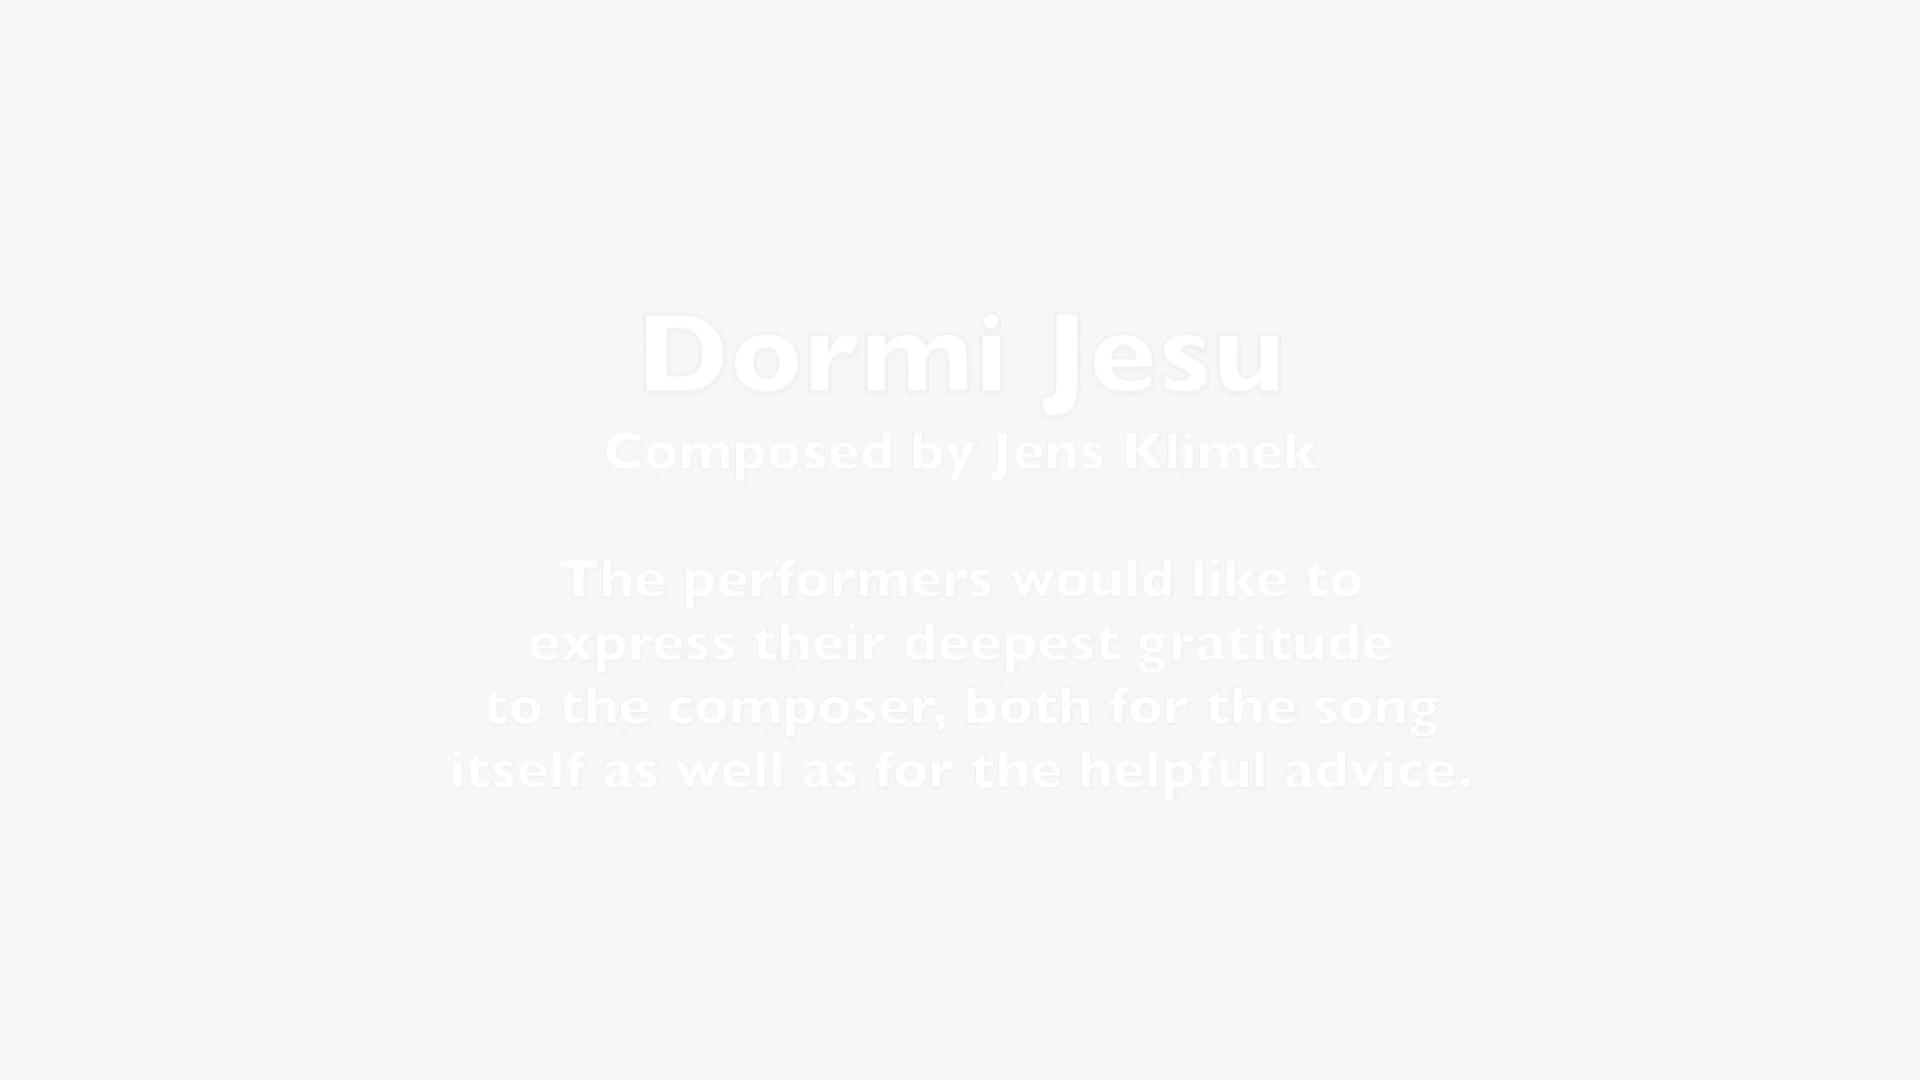 Dormi Jesu
Composed by Jens Klimek
The performers would like to
express their deepest gratitude
to the composer, both for the song
itself as well as for the helpful advice.